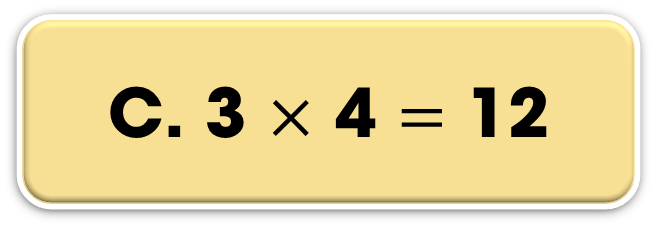 C. 3 × 4 = 12